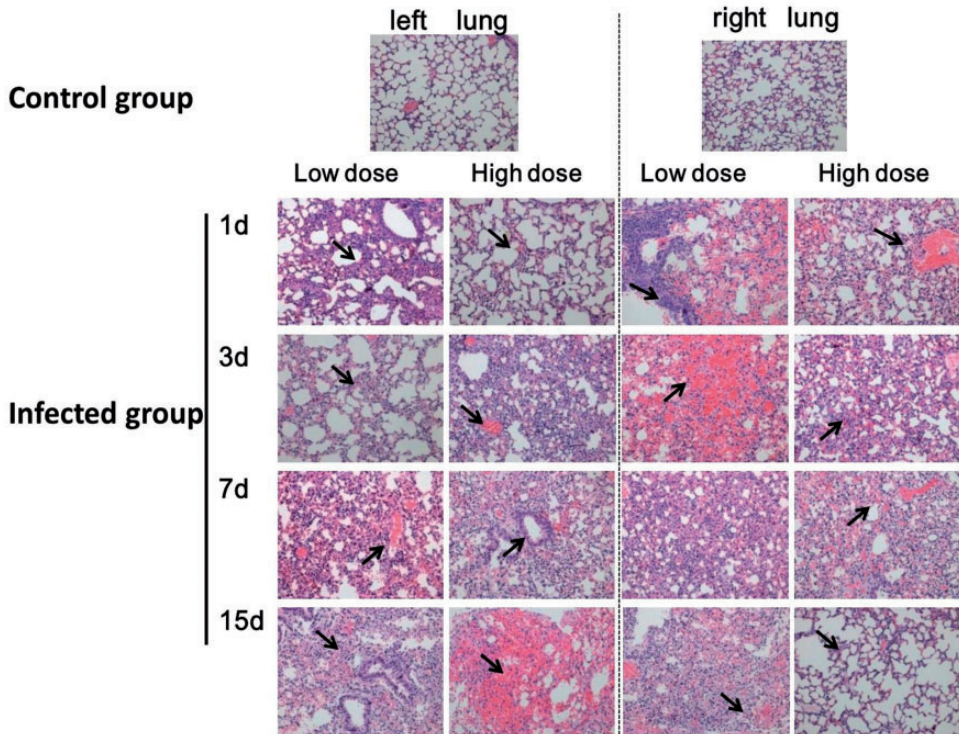 left lung
right lung
Control group
Low dose
High dose
Low dose
High dose
1d
3d
Infected group
7d
15d